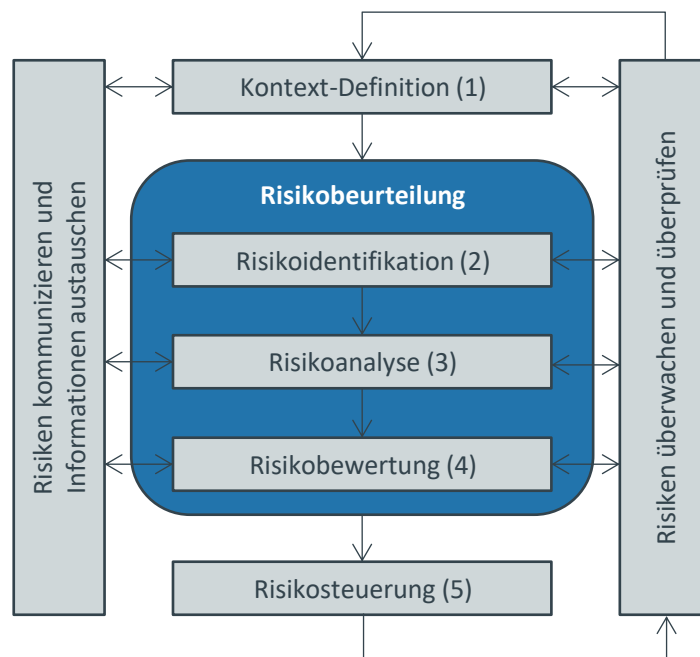 Kontext-Definition (1)
Risikobeurteilung
Risikoidentifikation (2)
Risikoanalyse (3)
Risikobewertung (4)
Risikosteuerung (5)
Risiken kommunizieren und
Informationen austauschen
Risiken überwachen und überprüfen